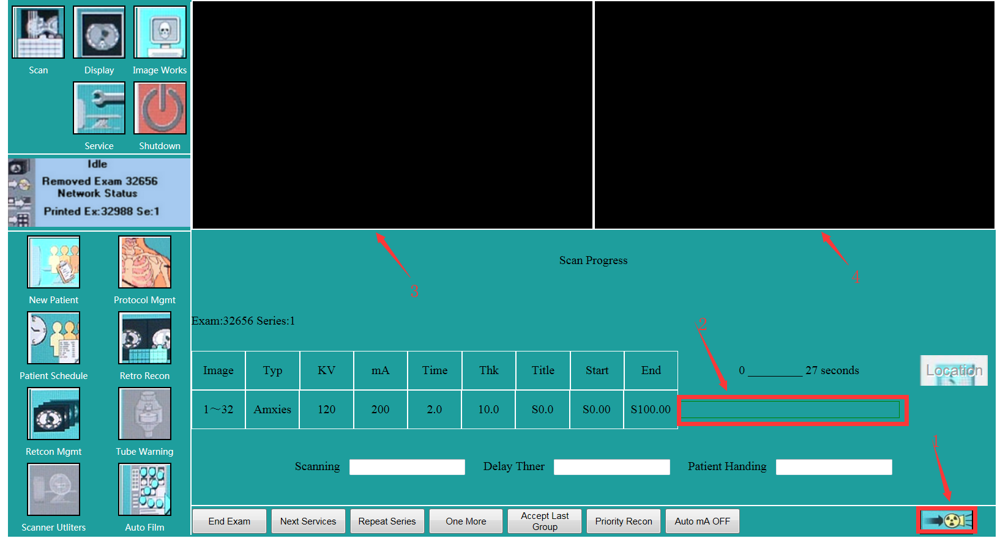 Scan
Display
Image Works
Service
Shutdown
Idle
Removed Exam 32656
Network Status
Printed Ex:32988 Se:1
New Patient
Protocol Mgmt
Patient Schedule
Retro Recon
Retcon Mgmt
Tube Warning
Scanner Utliters
Auto Film
3
4
Scan Progress
Exam:32656 Series:1
2
Image Typ KV mA Time Thk Title Start End
0 _________ 27 seconds
Location
1～32 Amxies 120 200 2.0 10.0 S0.0 S0.00 S100.00
1
Scanning
Delay Thner
Patient Handing
End Exam
Next Services
Repeat Series
One More
Accept Last
Group
Priority Recon
Auto mA OFF